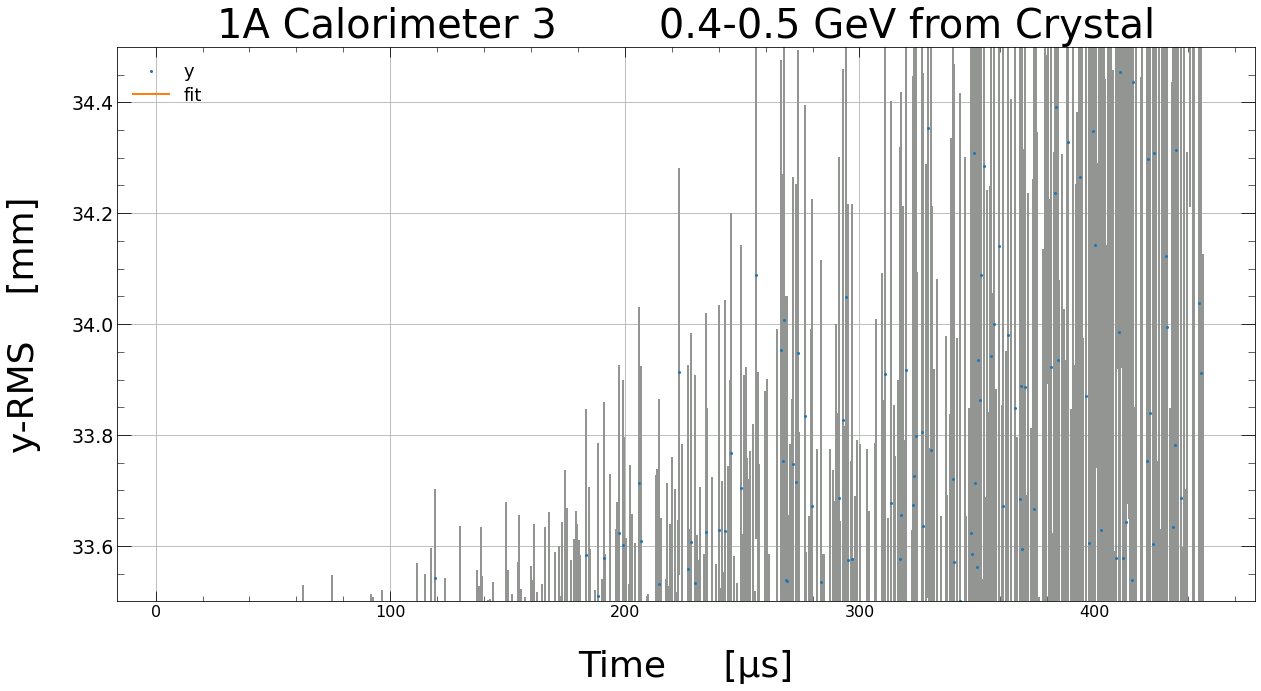 1A Calorimeter 3 0.4-0.5 GeV from Crystal
y
fit
34.4
34.2
34.0
33.8
33.6
y-RMS [mm]
0 100 200 300 400
Time [µs]